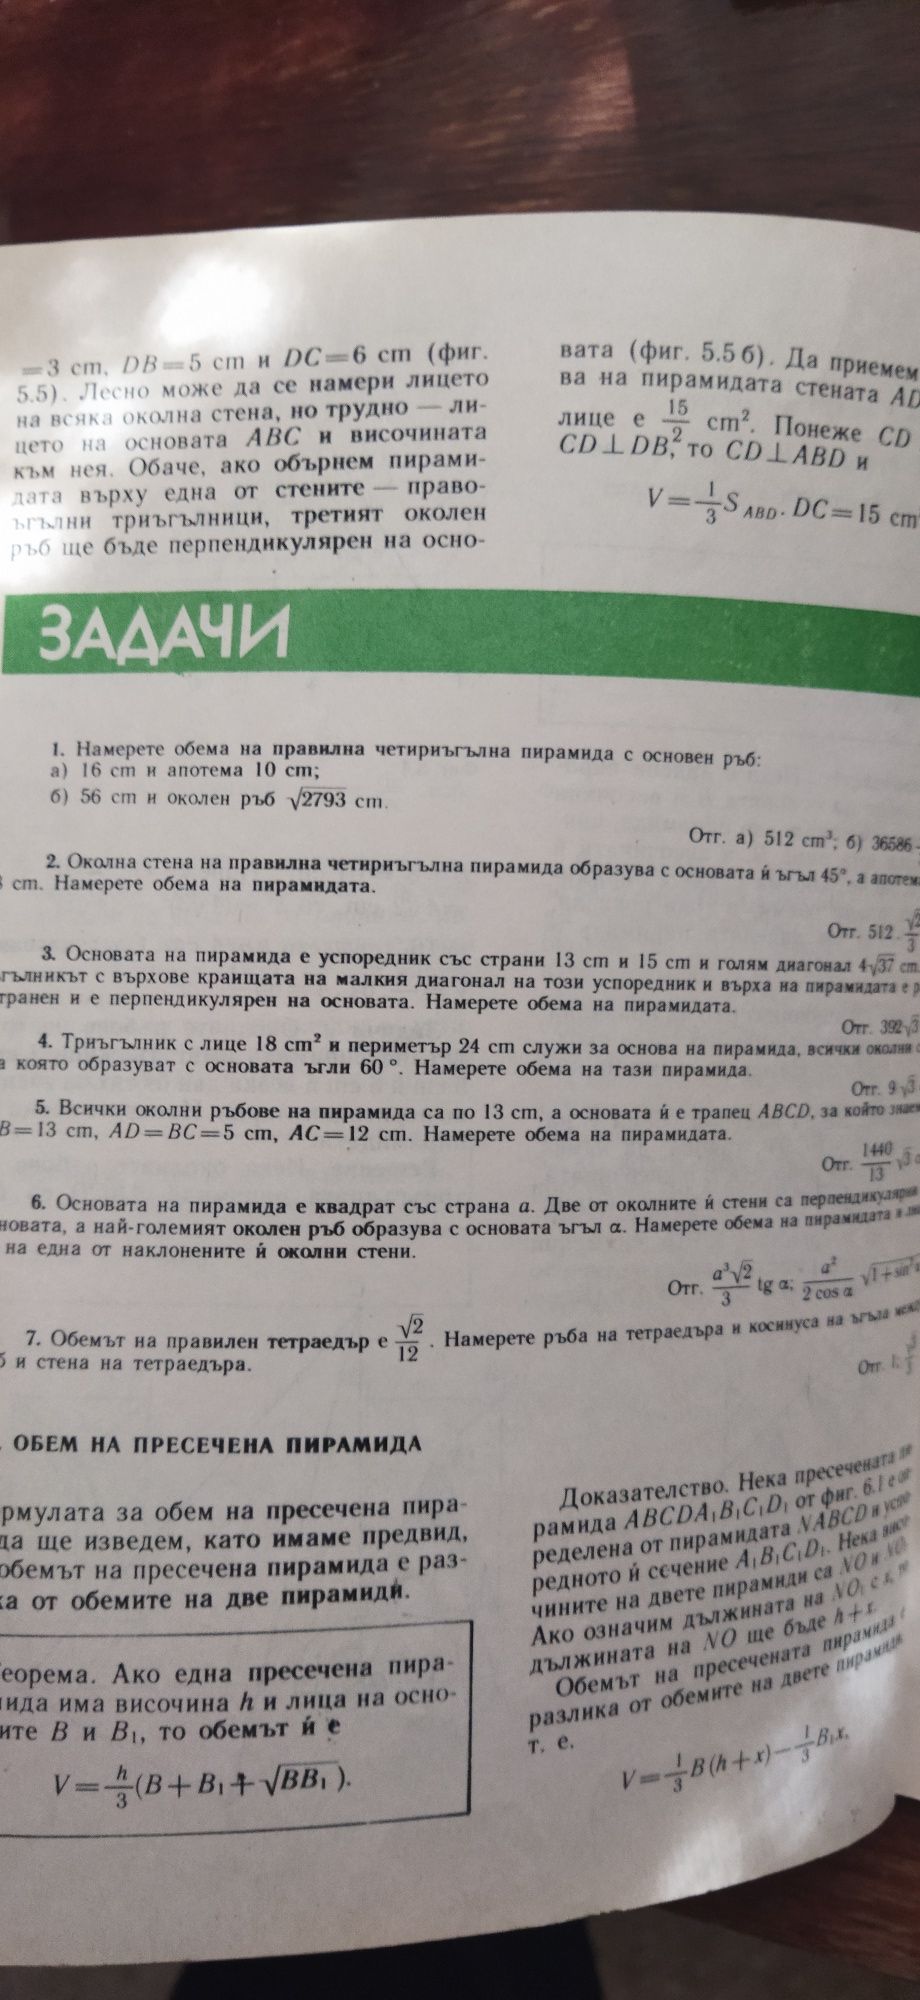 =3 cm, DB=5 cm и DC=6 cm (фиг.
5.5). Лесно може да се намери лицето
на всяка околна стена, но трудно — ли-
цето на основата ABC и височината
към нея. Обаче, ако обърнем пирами-
дата върху една от стените — право-
ъгълни триъгълници, третият околен
ръб ще бъде перпендикулярен на осно-
вата (фиг. 5.5 б). Да приемем
ва на пирамидата стената AD
лице е 15/2 cm². Понеже CD
CD⊥DB, то CD⊥ABD и
V=1/3 S_ABD . DC=15 cm
ЗАДАЧИ
1. Намерете обема на правилна четириъгълна пирамида с основен ръб:
а) 16 cm и апотема 10 cm;
б) 56 cm и околен ръб √2793 cm.
Отг. а) 512 cm³; б) 36586
2. Околна стена на правилна четириъгълна пирамида образува с основата ѝ ъгъл 45°, а апотем
cm. Намерете обема на пирамидата.
Отг. 512 . √2/3
3. Основата на пирамида е успоредник със страни 13 cm и 15 cm и голям диагонал 4√37 cm.
гълникът с върхове краищата на малкия диагонал на този успоредник и върха на пирамидата е р
транен и е перпендикулярен на основата. Намерете обема на пирамидата.
Отг. 392√3
4. Триъгълник с лице 18 cm² и периметър 24 cm служи за основа на пирамида, всички околни с
а която образуват с основата ъгли 60°. Намерете обема на тази пирамида.
Отг. 9√3
5. Всички околни ръбове на пирамида са по 13 cm, а основата ѝ е трапец ABCD, за който знаем
B=13 cm, AD=BC=5 cm, AC=12 cm. Намерете обема на пирамидата.
Отг. 1440/13 √3
6. Основата на пирамида е квадрат със страна a. Две от околните ѝ стени са перпендикулярни
новата, а най-големият околен ръб образува с основата ъгъл α. Намерете обема на пирамидата и
на една от наклонените ѝ околни стени.
Отг. a³√2/3 tg α; a²/2 cos α √1+sin²
7. Обемът на правилен тетраедър е √2/12. Намерете ръба на тетраедъра и косинуса на ъгъла
б и стена на тетраедъра.
Отг. 1;
. ОБЕМ НА ПРЕСЕЧЕНА ПИРАМИДА
рмулата за обем на пресечена пира-
да ще изведем, като имаме предвид,
обемът на пресечена пирамида е раз-
ка от обемите на две пирамиди.
еорема. Ако една пресечена пира-
ида има височина h и лица на осно-
ите B и B₁, то обемът ѝ е
V=h/3(B+B₁+√BB₁).
Доказателство. Нека пресечената пи
рамида ABCDA₁B₁C₁D₁ от фиг. 6.1 е оп
ределена от пирамидата NABCD и успо
редното ѝ сечение A₁B₁C₁D₁. Нека висо
чините на двете пирамиди са NO и NO₁
Ако означим дължината на NO₁ с x,
дължината на NO ще бъде h+x.
Обемът на пресечената пирамида е
разлика от обемите на двете пирамиди,
т. е.
V=1/3 B(h+x)−1/3 B₁x,